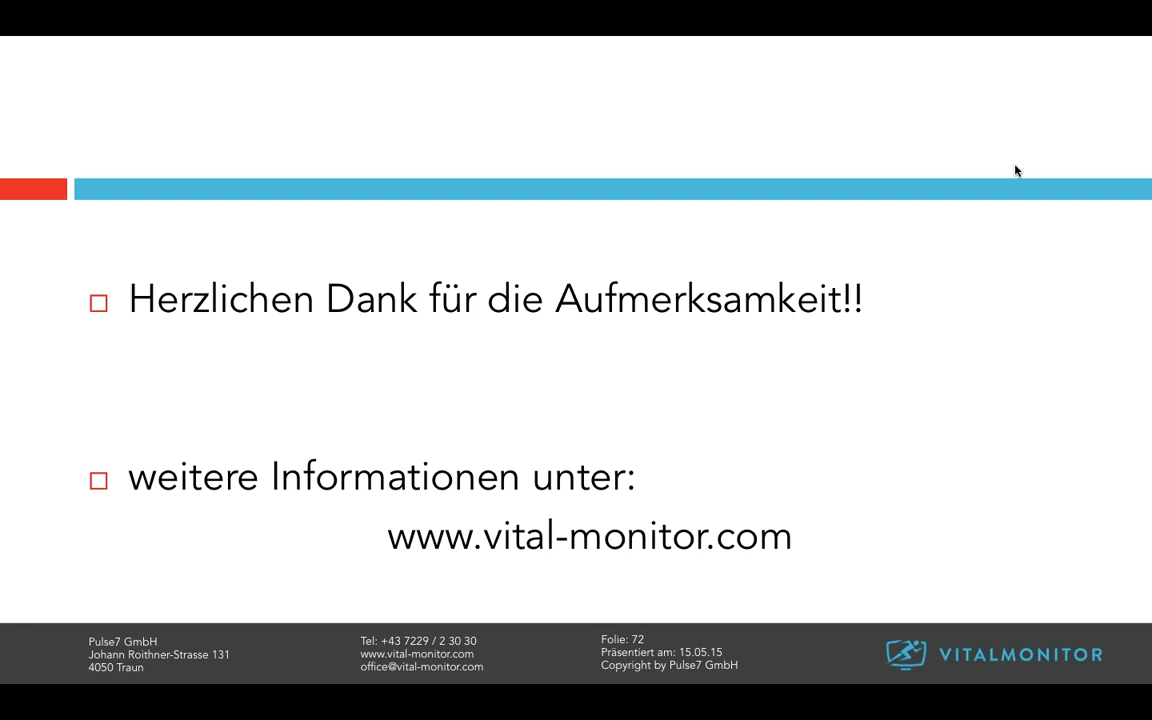 Herzlichen Dank für die Aufmerksamkeit!!
weitere Informationen unter:
www.vital-monitor.com
Pulse7 GmbH
Johann Roithner-Strasse 131
4050 Traun
Tel: +43 7229 / 2 30 30
www.vital-monitor.com
office@vital-monitor.com
Folie: 72
Präsentiert am: 15.05.15
Copyright by Pulse7 GmbH
VITALMONITOR